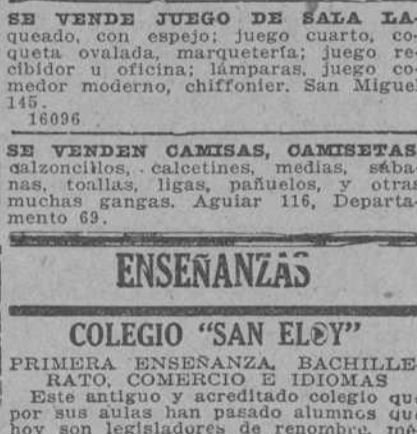 SE VENDE JUEGO DE SALA LA-
queado, con espejo; juego cuarto, co-
queta ovalada, marquetería; juego re-
cibidor u oficina; lámparas, juego co-
medor moderno, chiffonier. San Miguel
145.
16096
SE VENDEN CAMISAS, CAMISETAS
calzoncillos, calcetines, medias, sába-
nas, toallas, ligas, pañuelos, y otra
muchas gangas. Aguiar 116, Departa-
mento 69.
ENSEÑANZAS
COLEGIO "SAN ELOY"
PRIMERA ENSEÑANZA, BACHILLE-
RATO, COMERCIO E IDIOMAS
Este antiguo y acreditado colegio que
por sus aulas han pasado alumnos que
hoy son legisladores de renombre, mé-